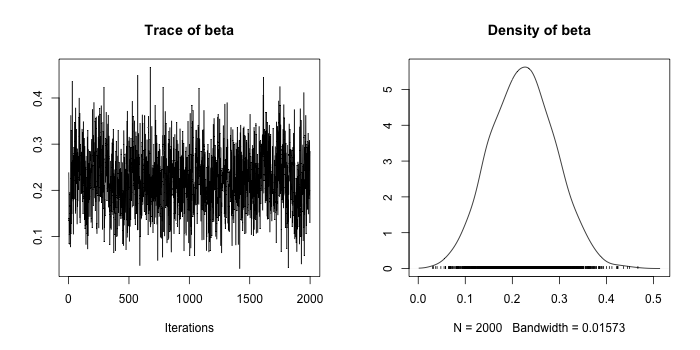 Trace of beta
0.4
0.3
0.2
0.1
0 500 1000 1500 2000
Iterations
Density of beta
5
4
3
2
1
0
0.0 0.1 0.2 0.3 0.4 0.5
N = 2000 Bandwidth = 0.01573